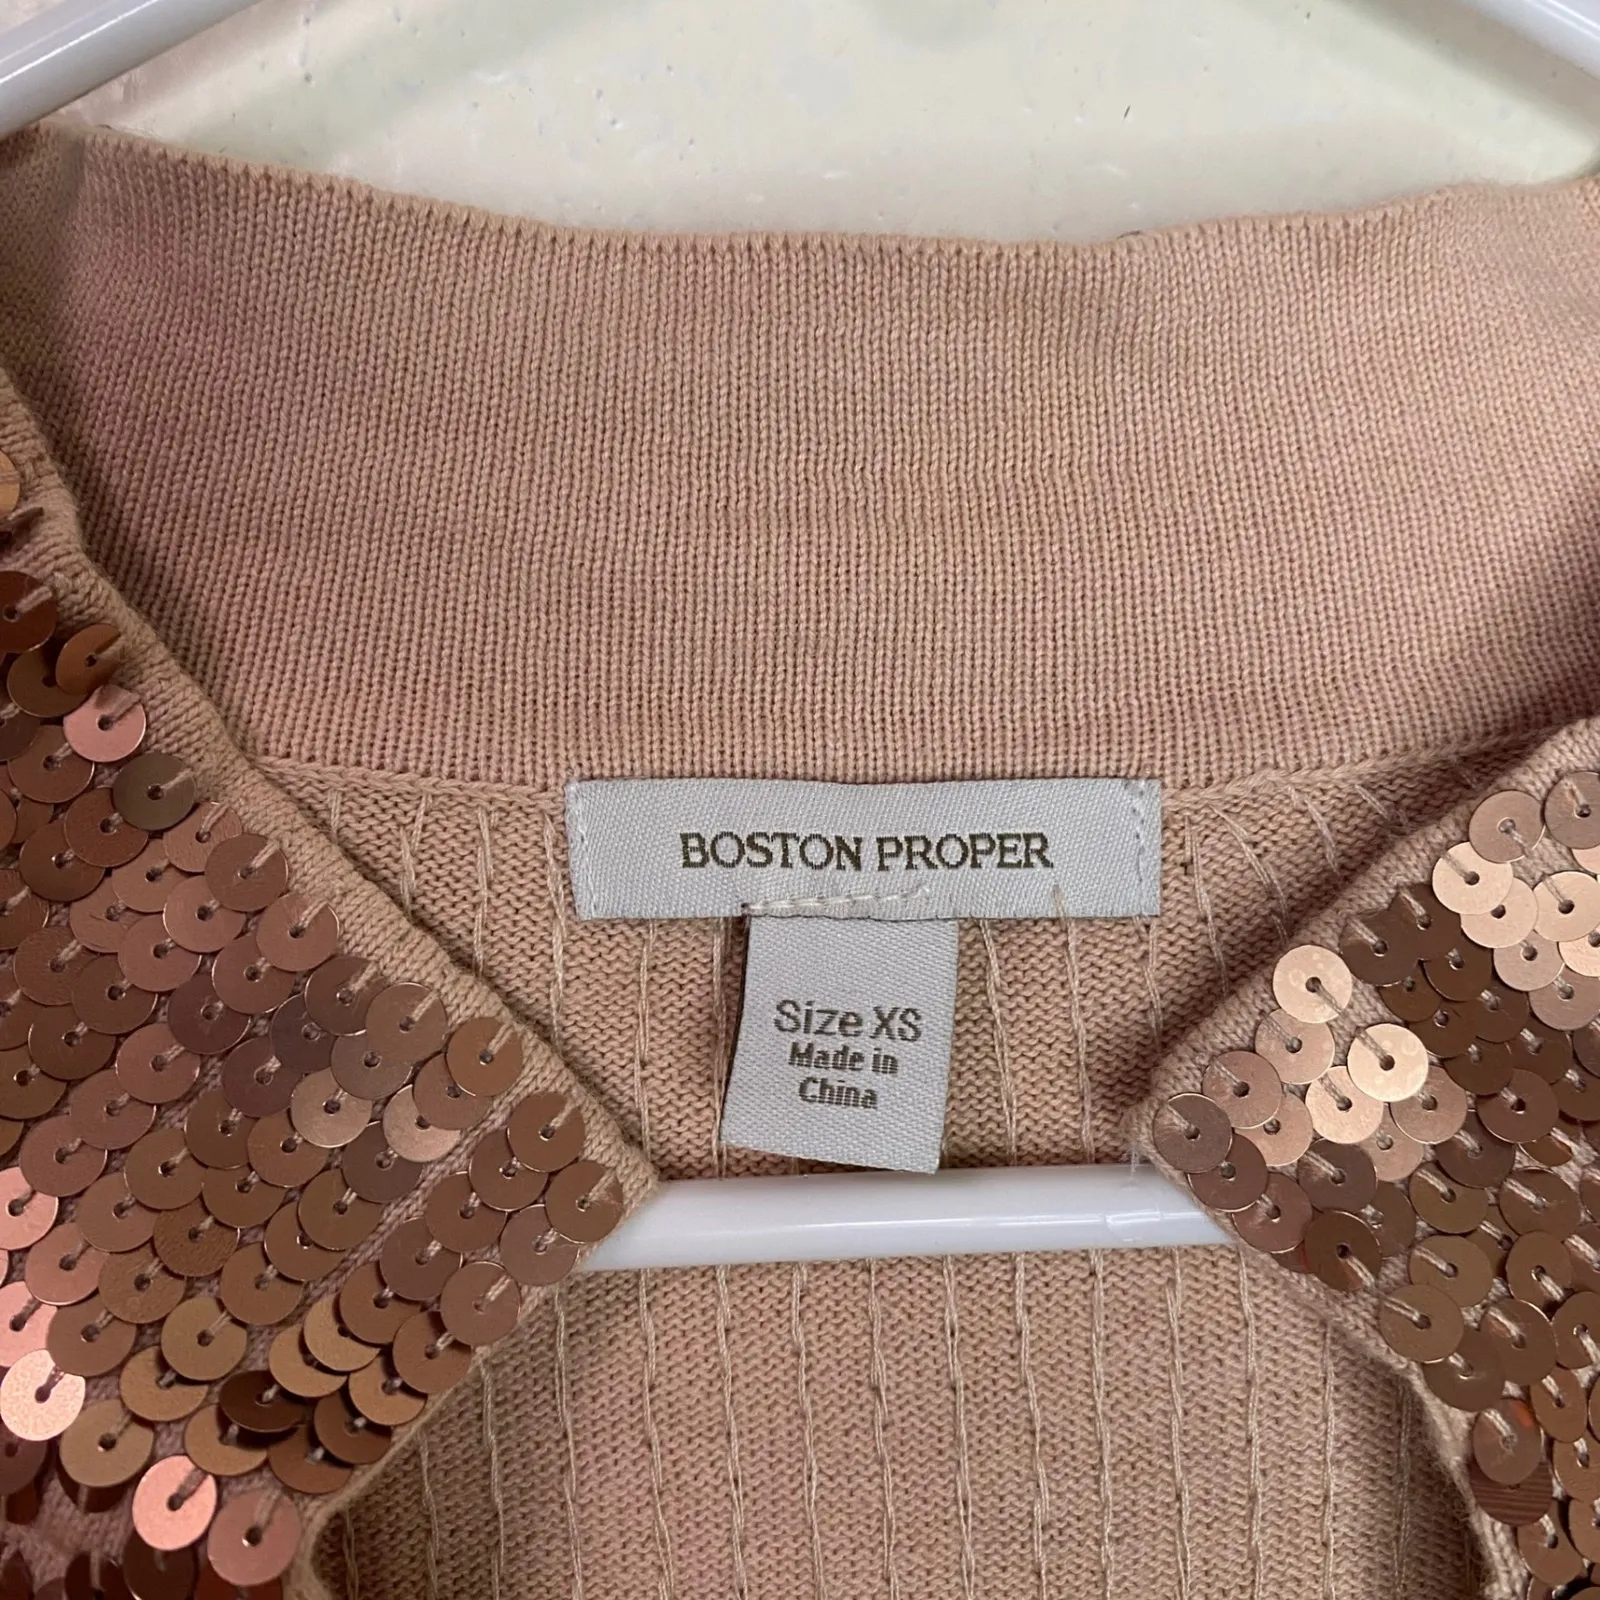 BOSTON PROPER
Size XS
Made in
China